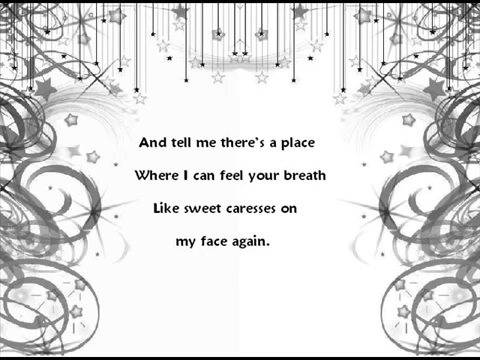 And tell me there's a place
Where I can feel your breath
Like sweet caresses on
my face again.